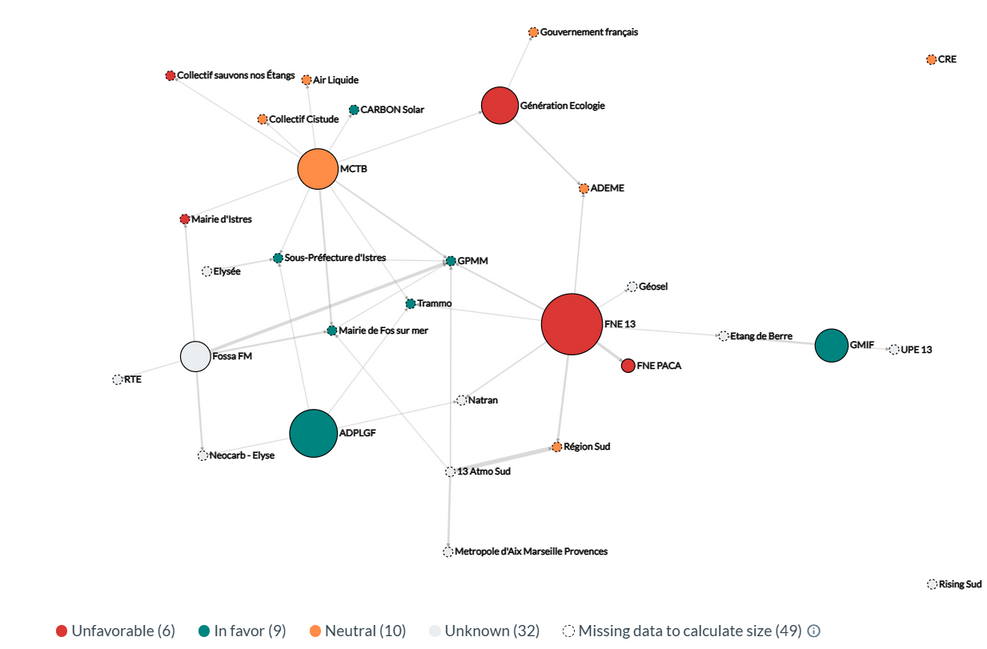 Gouvernement français
CRE
Collectif sauvons nos Étangs
Air Liquide
Génération Ecologie
CARBON Solar
Collectif Cistude
MCTB
ADEME
Mairie d'Istres
Sous-Préfecture d'Istres
GPMM
Elysée
Géosel
Trammo
FNE 13
Mairie de Fos sur mer
Etang de Berre
GMIF
UPE 13
Fossa FM
FNE PACA
RTE
Natran
ADPLGF
Région Sud
Neocarb - Elyse
13 Atmo Sud
Metropole d'Aix Marseille Provences
Rising Sud
Unfavorable (6) In favor (9) Neutral (10) Unknown (32) Missing data to calculate size (49)